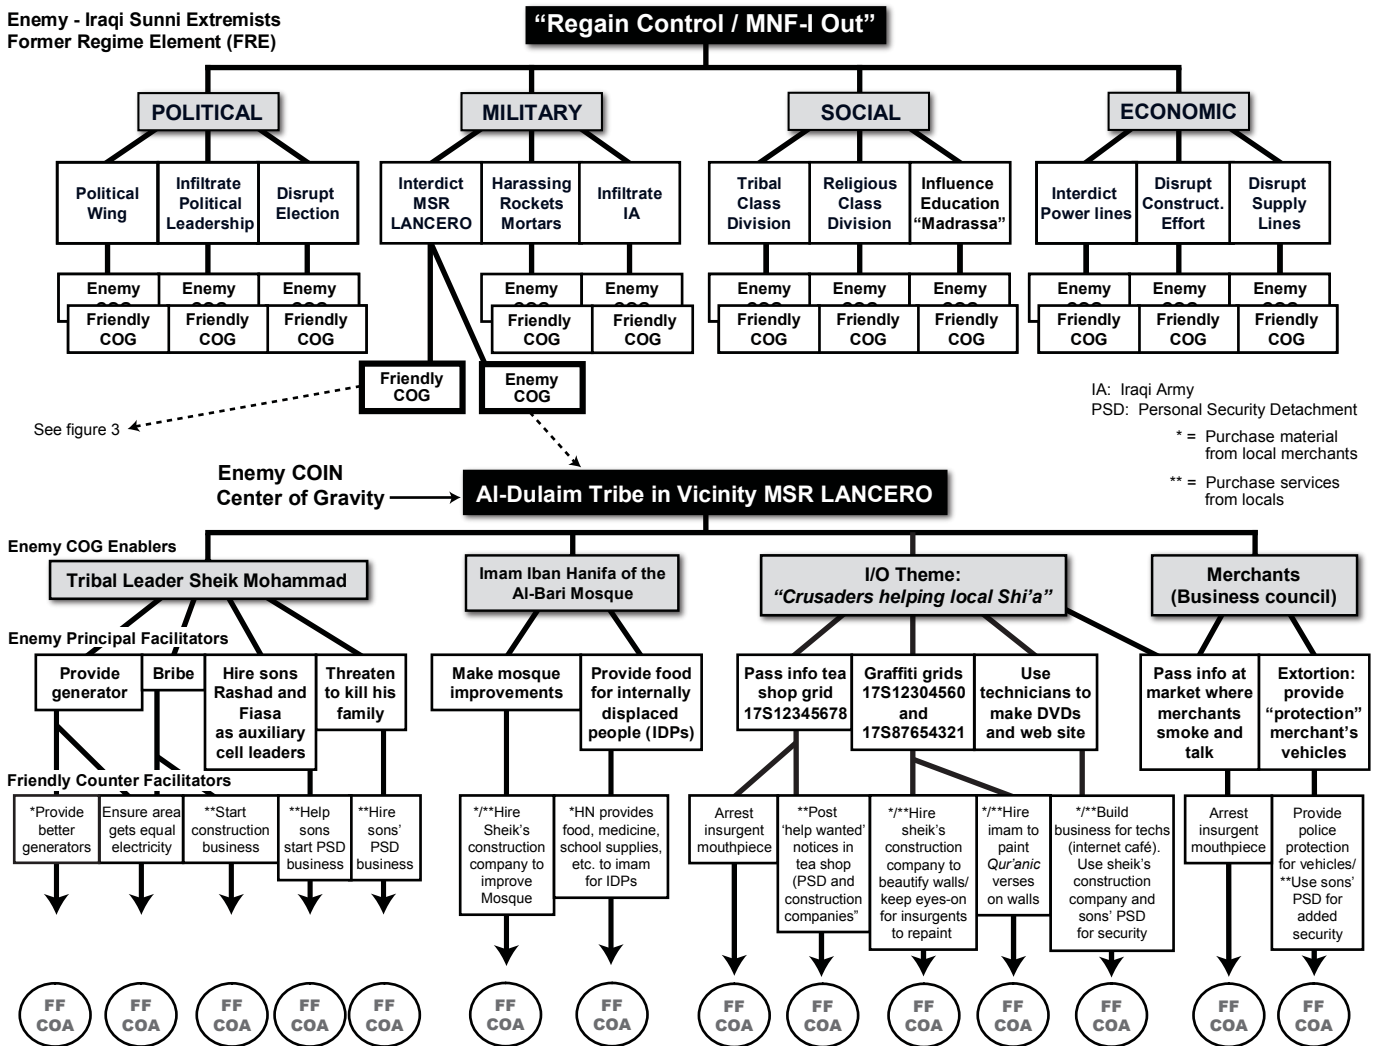 Enemy - Iraqi Sunni Extremists
Former Regime Element (FRE)
“Regain Control / MNF-I Out”
POLITICAL
MILITARY
SOCIAL
ECONOMIC
Political
Wing
Infiltrate
Political
Leadership
Disrupt
Election
Interdict
MSR
LANCERO
Harassing
Rockets
Mortars
Infiltrate
IA
Tribal
Class
Division
Religious
Class
Division
Influence
Education
“Madrassa”
Interdict
Power lines
Disrupt
Construct.
Effort
Disrupt
Supply
Lines
Enemy
COG
Enemy
COG
Enemy
COG
Enemy
COG
Enemy
COG
Enemy
COG
Enemy
COG
Enemy
COG
Enemy
COG
Enemy
COG
Enemy
COG
Friendly
COG
Friendly
COG
Friendly
COG
Friendly
COG
Friendly
COG
Friendly
COG
Friendly
COG
Friendly
COG
Friendly
COG
Friendly
COG
Friendly
COG
Friendly
COG
Enemy
COG
See figure 3
IA: Iraqi Army
PSD: Personal Security Detachment
* = Purchase material
from local merchants
** = Purchase services
from locals
Enemy COIN
Center of Gravity
Al-Dulaim Tribe in Vicinity MSR LANCERO
Enemy COG Enablers
Tribal Leader Sheik Mohammad
Imam Iban Hanifa of the
Al-Bari Mosque
I/O Theme:
“Crusaders helping local Shi’a”
Merchants
(Business council)
Enemy Principal Facilitators
Provide
generator
Bribe
Hire sons
Rashad and
Fiasa
as auxiliary
cell leaders
Threaten
to kill his
family
Make mosque
improvements
Provide food
for internally
displaced
people (IDPs)
Pass info tea
shop grid
17S12345678
Graffiti grids
17S12304560
and
17S87654321
Use
technicians to
make DVDs
and web site
Pass info at
market where
merchants
smoke and
talk
Extortion:
provide
“protection”
merchant’s
vehicles
Friendly Counter Facilitators
*Provide
better
generators
Ensure area
gets equal
electricity
**Start
construction
business
**Help
sons
start PSD
business
**Hire
sons’
PSD
business
*/**Hire
Sheik’s
construction
company to
improve
Mosque
*HN provides
food, medicine,
school supplies,
etc. to imam
for IDPs
Arrest
insurgent
mouthpiece
**Post
‘help wanted’
notices in
tea shop
(PSD and
construction
companies”
*/**Hire
sheik’s
construction
company to
beautify walls/
keep eyes-on
for insurgents
to repaint
*/**Hire
imam to
paint
Qur’anic
verses
on walls
*/**Build
business for techs
(internet café).
Use sheik’s
construction
company and
sons’ PSD
for security
Arrest
insurgent
mouthpiece
Provide
police
protection
for vehicles/
**Use sons’
PSD for
added
security
FF
COA
FF
COA
FF
COA
FF
COA
FF
COA
FF
COA
FF
COA
FF
COA
FF
COA
FF
COA
FF
COA
FF
COA
FF
COA
FF
COA